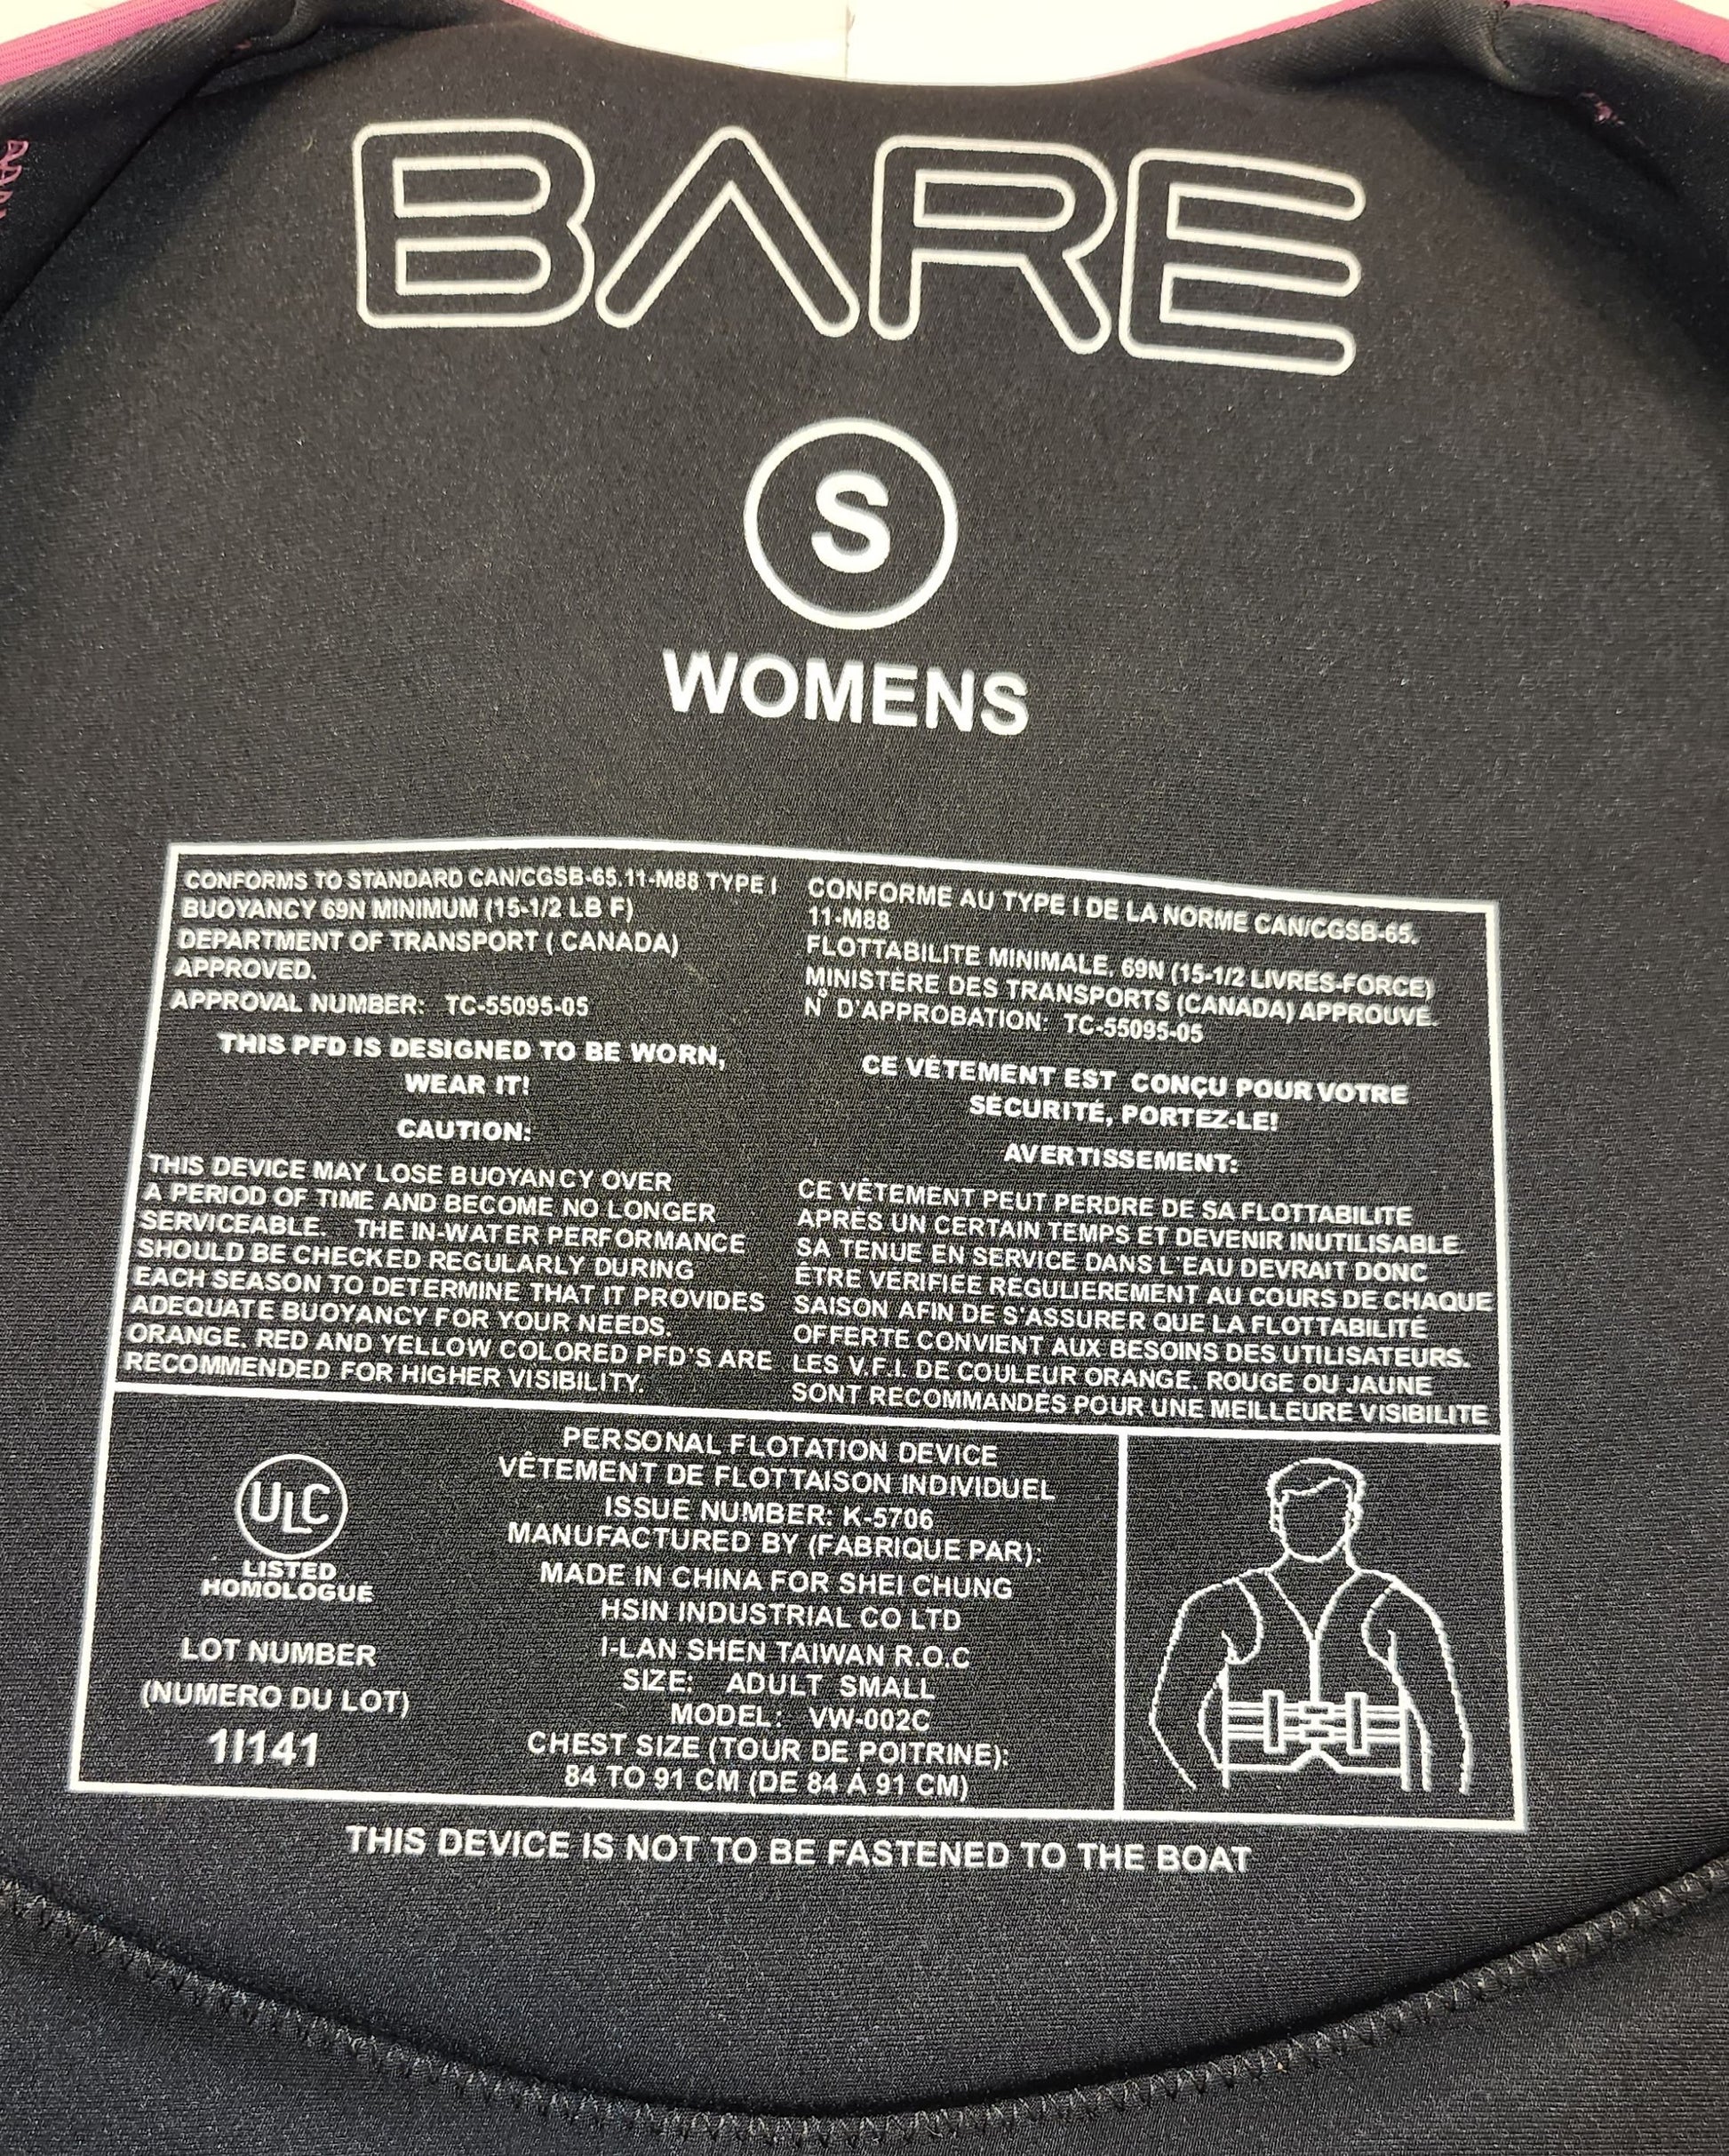 BARE
S
WOMENS
CONFORMS TO STANDARD CAN/CGSB-65.11-M88 TYPE I
BUOYANCY 69N MINIMUM (15-1/2 LB F)
DEPARTMENT OF TRANSPORT ( CANADA)
APPROVED.
APPROVAL NUMBER: TC-55095-05
THIS PFD IS DESIGNED TO BE WORN,
WEAR IT!
CAUTION:
THIS DEVICE MAY LOSE BUOYANCY OVER
A PERIOD OF TIME AND BECOME NO LONGER
SERVICEABLE. THE IN-WATER PERFORMANCE
SHOULD BE CHECKED REGULARLY DURING
EACH SEASON TO DETERMINE THAT IT PROVIDES
ADEQUATE BUOYANCY FOR YOUR NEEDS.
ORANGE. RED AND YELLOW COLORED PFD'S ARE
RECOMMENDED FOR HIGHER VISIBILITY.
CONFORME AU TYPE I DE LA NORME CAN/CGSB-65.
11-M88
FLOTTABILITE MINIMALE. 69N (15-1/2 LIVRES-FORCE)
MINISTÈRE DES TRANSPORTS (CANADA) APPROUVÉ.
N° D'APPROBATION: TC-55095-05
CE VÊTEMENT EST CONÇU POUR VOTRE
SÉCURITÉ, PORTEZ-LE!
AVERTISSEMENT:
CE VÊTEMENT PEUT PERDRE DE SA FLOTTABILITE
APRÈS UN CERTAIN TEMPS ET DEVENIR INUTILISABLE.
SA TENUE EN SERVICE DANS L'EAU DEVRAIT DONC
ÊTRE VÉRIFIÉE RÉGULIÈREMENT AU COURS DE CHAQUE
SAISON AFIN DE S'ASSURER QUE LA FLOTTABILITÉ
OFFERTE CONVIENT AUX BESOINS DES UTILISATEURS.
LES V.F.I. DE COULEUR ORANGE. ROUGE OU JAUNE
SONT RECOMMANDÉS POUR UNE MEILLEURE VISIBILITE
ULC
LISTED
HOMOLOGUÉ
LOT NUMBER
(NUMERO DU LOT)
1I141
PERSONAL FLOTATION DEVICE
VÊTEMENT DE FLOTTAISON INDIVIDUEL
ISSUE NUMBER: K-5706
MANUFACTURED BY (FABRIQUE PAR):
MADE IN CHINA FOR SHEI CHUNG
HSIN INDUSTRIAL CO LTD
I-LAN SHEN TAIWAN R.O.C
SIZE: ADULT SMALL
MODEL: VW-002C
CHEST SIZE (TOUR DE POITRINE):
84 TO 91 CM (DE 84 À 91 CM)
THIS DEVICE IS NOT TO BE FASTENED TO THE BOAT